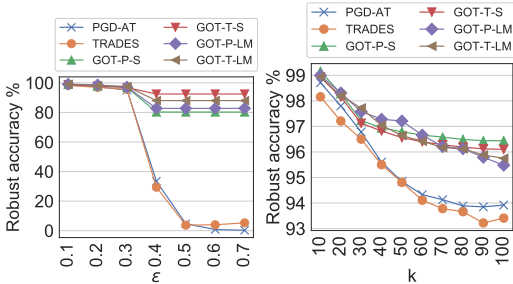 PGD-AT
TRADES
GOT-P-S
GOT-T-S
GOT-P-LM
GOT-T-LM
Robust accuracy %
100
80
60
40
20
0
0.1 0.2 0.3 0.4 0.5 0.6 0.7
ε
PGD-AT
TRADES
GOT-P-S
GOT-T-S
GOT-P-LM
GOT-T-LM
Robust accuracy %
99
98
97
96
95
94
93
10 20 30 40 50 60 70 80 90 100
k